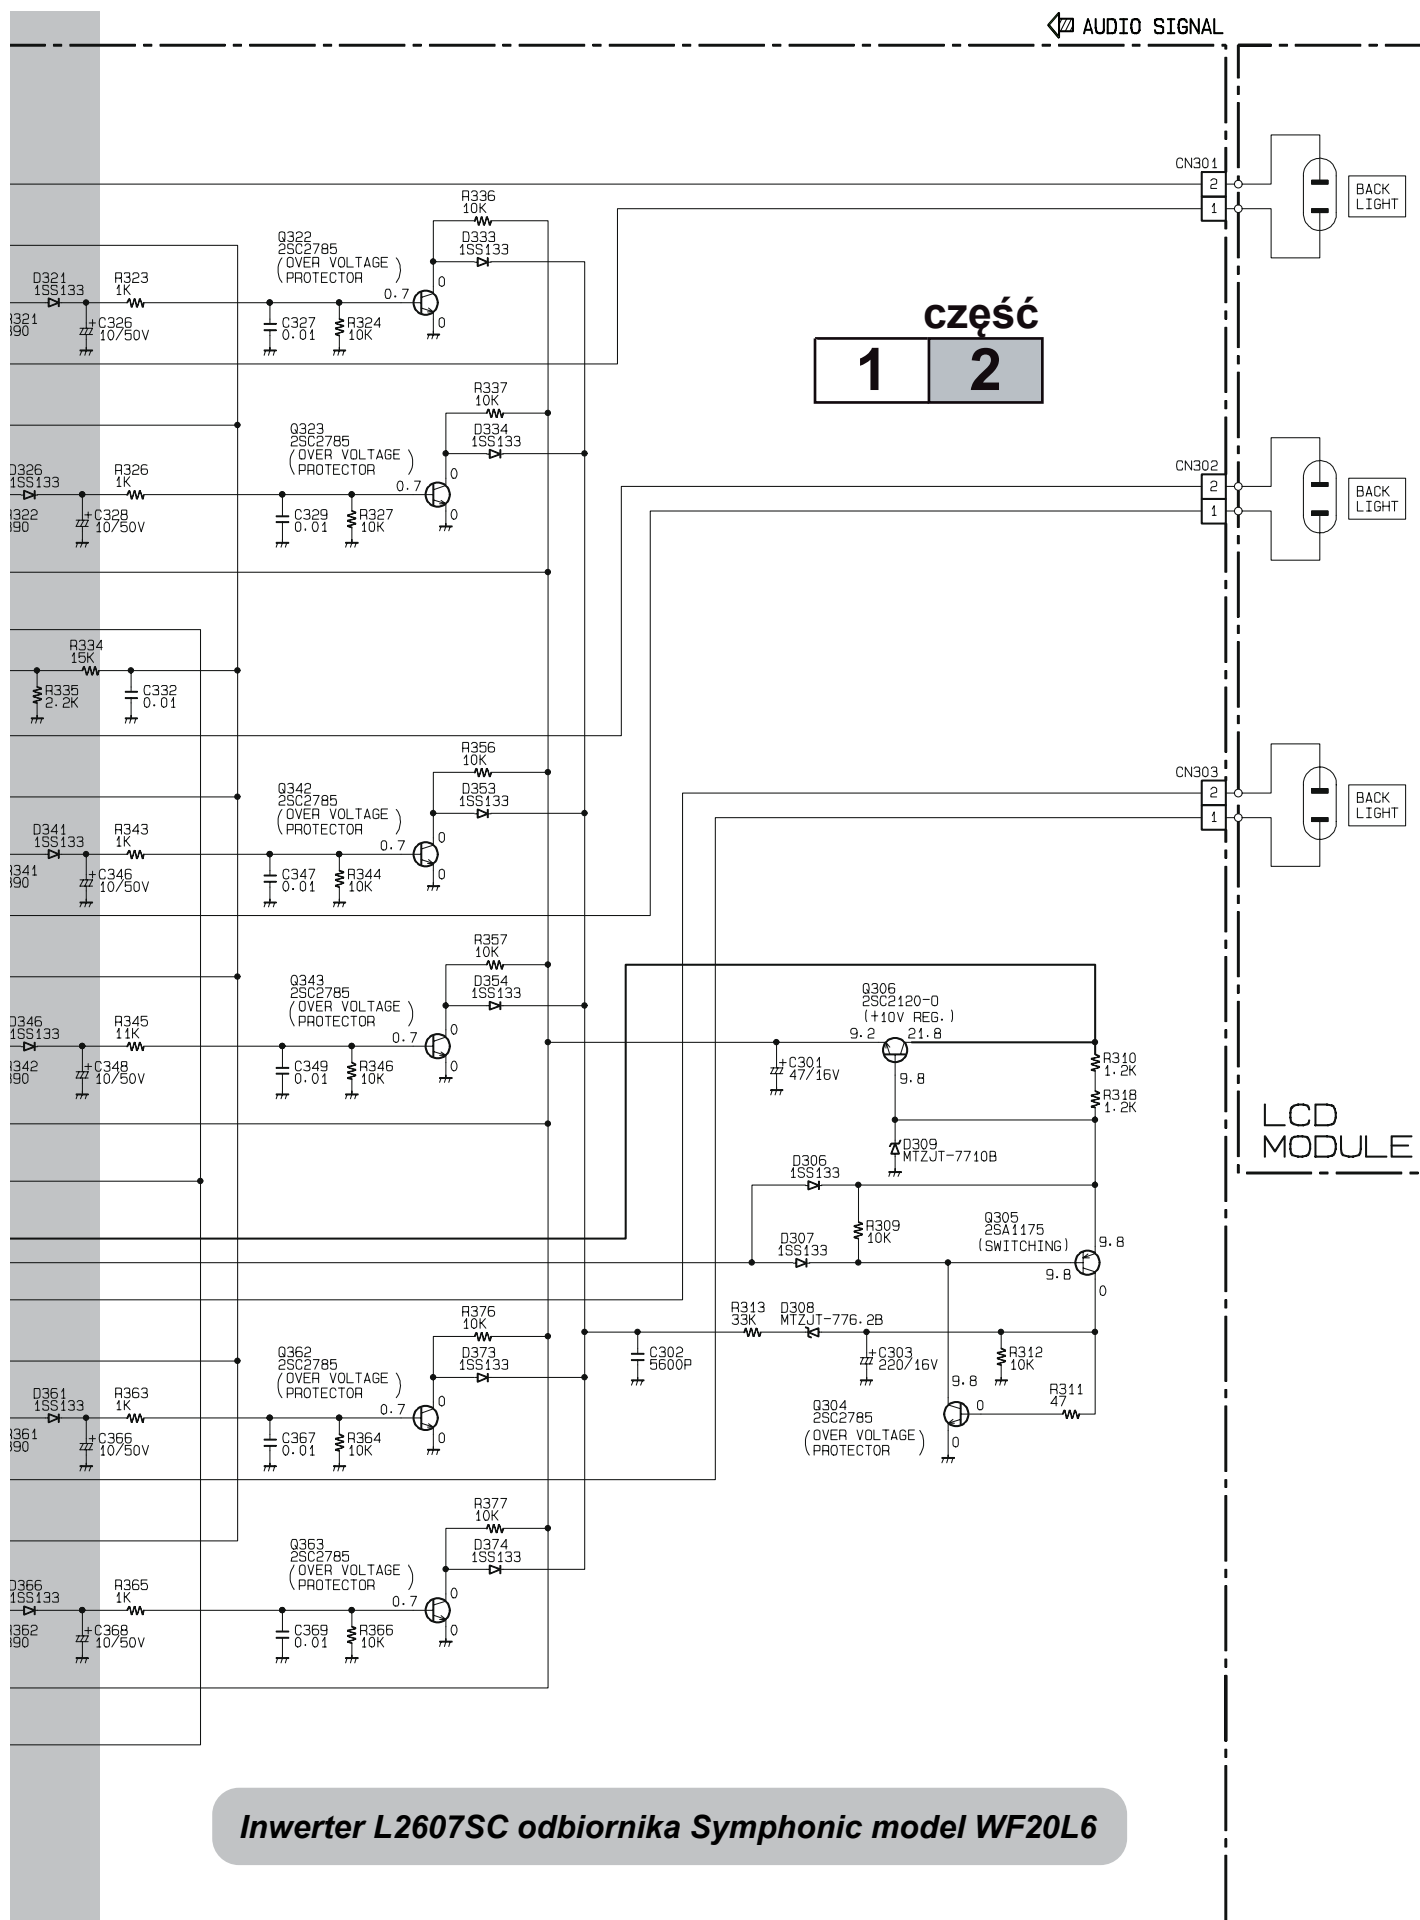 AUDIO SIGNAL
CN301
2
1
BACK
LIGHT
R336
10K
D333
1SS133
Q322
2SC2785
(OVER VOLTAGE)
(PROTECTOR
0
0.7
0
D321
1SS133
R323
1K
390
+C326
10/50V
C327
0.01
R324
10K
część
1 2
R337
10K
D334
1SS133
Q323
2SC2785
(OVER VOLTAGE)
(PROTECTOR
0
0.7
0
D326
1SS133
R326
1K
+C328
10/50V
C329
0.01
R327
10K
CN302
2
1
BACK
LIGHT
R334
15K
R335
2.2K
C332
0.01
R356
10K
D353
1SS133
Q342
2SC2785
(OVER VOLTAGE)
(PROTECTOR
0
0.7
0
D341
1SS133
R343
1K
+C346
10/50V
C347
0.01
R344
10K
CN303
2
1
BACK
LIGHT
R357
10K
D354
1SS133
Q343
2SC2785
(OVER VOLTAGE)
(PROTECTOR
0
0.7
0
D346
1SS133
R345
11K
+C348
10/50V
C349
0.01
R346
10K
Q306
2SC2120-O
(+10V REG.)
9.2 21.8
9.8
+C301
47/16V
R310
1.2K
R318
1.2K
D309
MTZJT-7710B
D306
1SS133
R309
10K
D307
1SS133
Q305
2SA1175
(SWITCHING)
9.8
9.8
0
LCD
MODULE
R313
33K
D308
MTZJT-776.2B
C302
5600P
+C303
220/16V
R312
10K
R311
47
9.8
0
0
Q304
2SC2785
(OVER VOLTAGE)
(PROTECTOR
R376
10K
D373
1SS133
Q362
2SC2785
(OVER VOLTAGE)
(PROTECTOR
0
0.7
0
D361
1SS133
R363
1K
+C366
10/50V
C367
0.01
R364
10K
R377
10K
D374
1SS133
Q363
2SC2785
(OVER VOLTAGE)
(PROTECTOR
0
0.7
0
D366
1SS133
R365
1K
+C368
10/50V
C369
0.01
R366
10K
Inwerter L2607SC odbiornika Symphonic model WF20L6